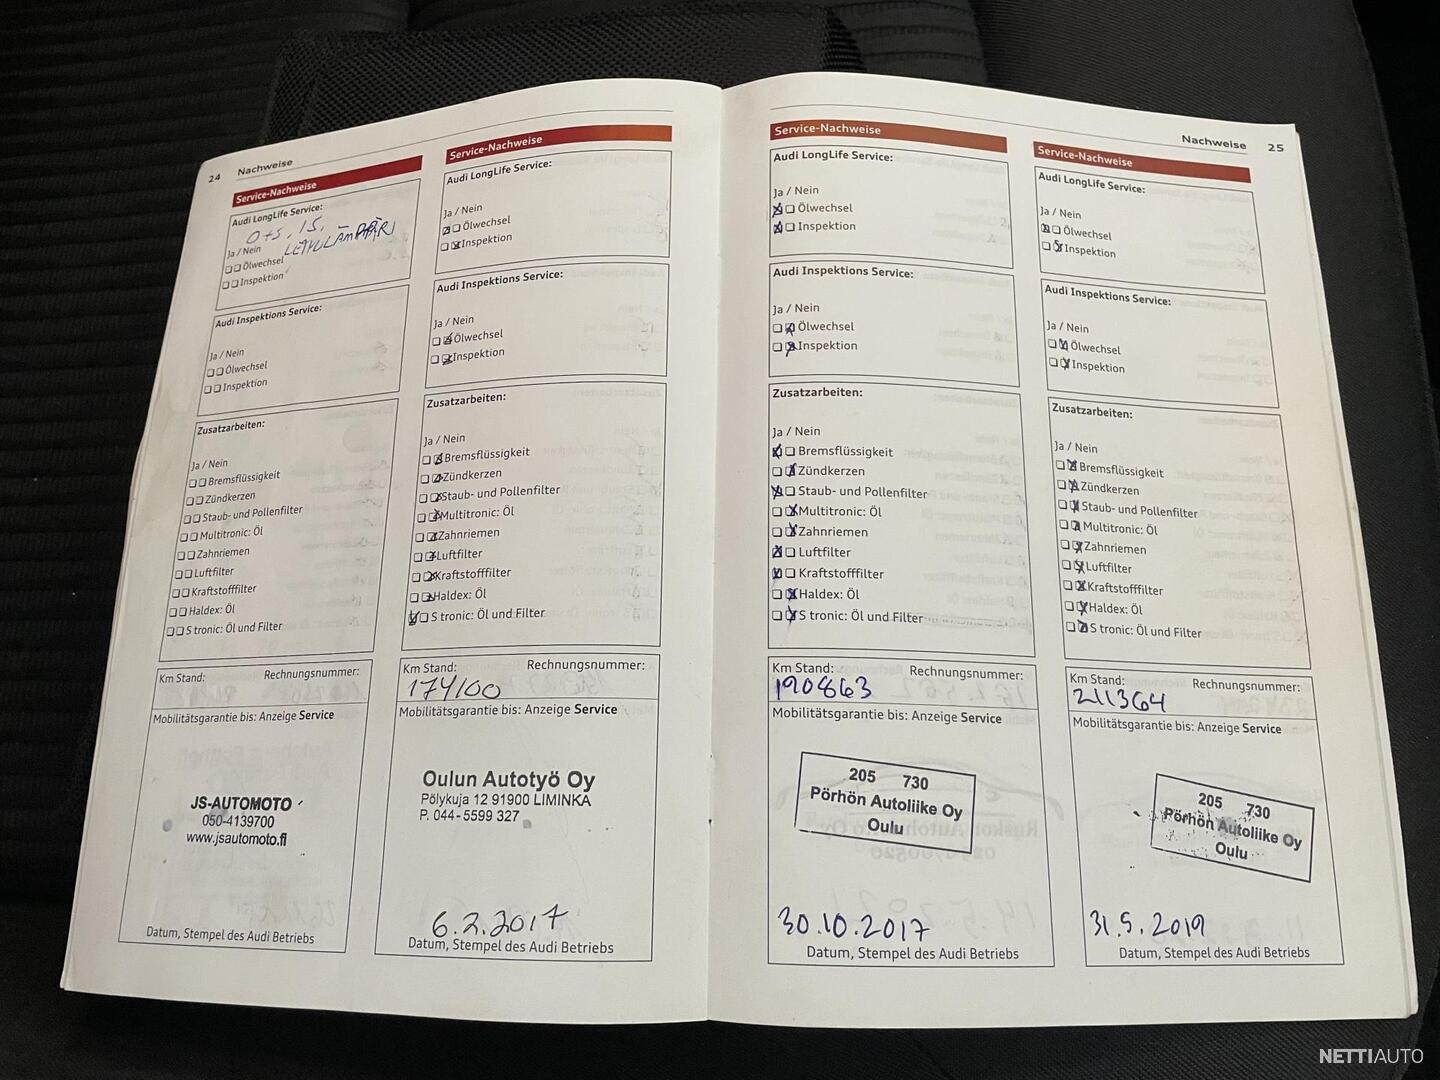 24 Nachweise
Service-Nachweise
Audi LongLife Service:
Ja / Nein
Ölwechsel
Inspektion
Audi Inspektions Service:
Ja / Nein
Ölwechsel
Inspektion
Zusatzarbeiten:
Ja / Nein
Bremsflüssigkeit
Zündkerzen
Staub- und Pollenfilter
Multitronic: Öl
Zahnriemen
Luftfilter
Kraftstofffilter
Haldex: Öl
S tronic: Öl und Filter
Km Stand: Rechnungsnummer:
Mobilitätsgarantie bis: Anzeige Service
JS-AUTOMOTO
050-4139700
www.jsautomoto.fi
Datum, Stempel des Audi Betriebs
Service-Nachweise
Audi LongLife Service:
Ja / Nein
Ölwechsel
Inspektion
Audi Inspektions Service:
Ja / Nein
Ölwechsel
Inspektion
Zusatzarbeiten:
Ja / Nein
Bremsflüssigkeit
Zündkerzen
Staub- und Pollenfilter
Multitronic: Öl
Zahnriemen
Luftfilter
Kraftstofffilter
Haldex: Öl
S tronic: Öl und Filter
Km Stand: Rechnungsnummer:
174100
Mobilitätsgarantie bis: Anzeige Service
Oulun Autotyö Oy
Pölykuja 12 91900 LIMINKA
P. 044-5599 327
6.2.2017
Datum, Stempel des Audi Betriebs
Nachweise 25
Service-Nachweise
Audi LongLife Service:
Ja / Nein
Ölwechsel
Inspektion
Audi Inspektions Service:
Ja / Nein
Ölwechsel
Inspektion
Zusatzarbeiten:
Ja / Nein
Bremsflüssigkeit
Zündkerzen
Staub- und Pollenfilter
Multitronic: Öl
Zahnriemen
Luftfilter
Kraftstofffilter
Haldex: Öl
S tronic: Öl und Filter
Km Stand: Rechnungsnummer:
190863
Mobilitätsgarantie bis: Anzeige Service
205 730
Pörhön Autoliike Oy
Oulu
30.10.2017
Datum, Stempel des Audi Betriebs
Service-Nachweise
Audi LongLife Service:
Ja / Nein
Ölwechsel
Inspektion
Audi Inspektions Service:
Ja / Nein
Ölwechsel
Inspektion
Zusatzarbeiten:
Ja / Nein
Bremsflüssigkeit
Zündkerzen
Staub- und Pollenfilter
Multitronic: Öl
Zahnriemen
Luftfilter
Kraftstofffilter
Haldex: Öl
S tronic: Öl und Filter
Km Stand: Rechnungsnummer:
211364
Mobilitätsgarantie bis: Anzeige Service
205 730
Pörhön Autoliike Oy
Oulu
31.5.2019
Datum, Stempel des Audi Betriebs
NETTIAUTO